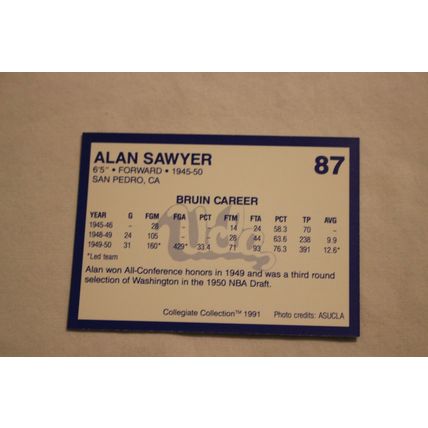 ALAN SAWYER 87
6'5" • FORWARD • 1945-50
SAN PEDRO, CA
Ucla
BRUIN CAREER
YEAR G FGM FGA PCT FTM FTA PCT TP AVG
1945-46 – 28 – 14 24 58.3 70 –
1948-49 24 105 – 28 44 63.6 238 9.9
1949-50 31 160* 429* 33.4 71 93 76.3 391 12.6*
*Led team
Alan won All-Conference honors in 1949 and was a third round
selection of Washington in the 1950 NBA Draft.
Collegiate Collection™ 1991 Photo credits: ASUCLA